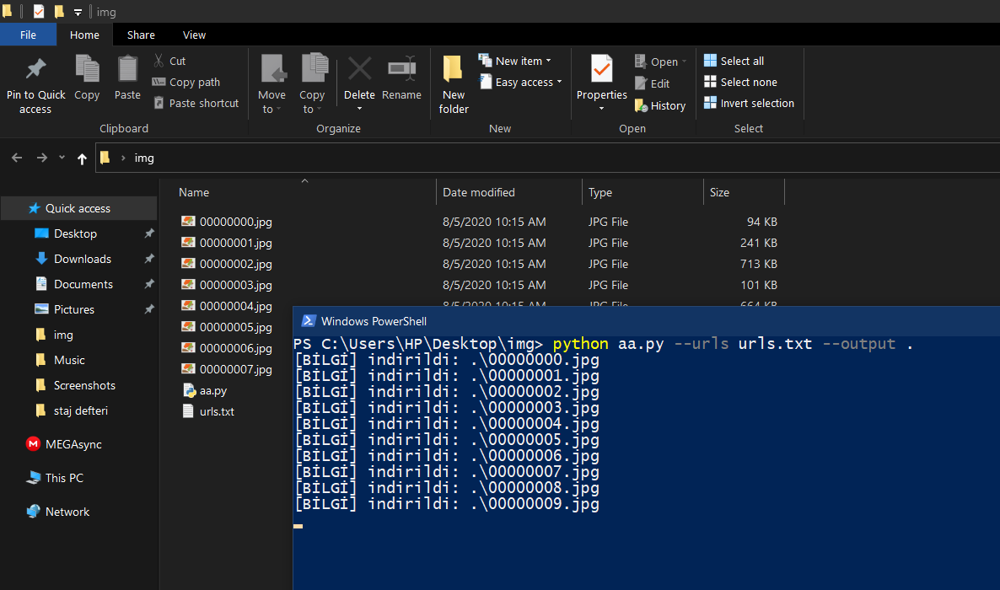 img
File Home Share View
Pin to Quick access
Copy
Paste
Cut
Copy path
Paste shortcut
Clipboard
Move to
Copy to
Delete
Rename
Organize
New folder
New item
Easy access
New
Properties
Open
Edit
History
Open
Select all
Select none
Invert selection
Select
img
Name Date modified Type Size
Quick access
Desktop
Downloads
Documents
Pictures
img
Music
Screenshots
staj defteri
MEGAsync
This PC
Network
00000000.jpg 8/5/2020 10:15 AM JPG File 94 KB
00000001.jpg 8/5/2020 10:15 AM JPG File 241 KB
00000002.jpg 8/5/2020 10:15 AM JPG File 713 KB
00000003.jpg 8/5/2020 10:15 AM JPG File 101 KB
00000004.jpg 8/5/2020 10:15 AM JPG File 664 KB
00000005.jpg
00000006.jpg
00000007.jpg
aa.py
urls.txt
Windows PowerShell
PS C:\Users\HP\Desktop\img> python aa.py --urls urls.txt --output .
[BİLGİ] indirildi: .\00000000.jpg
[BİLGİ] indirildi: .\00000001.jpg
[BİLGİ] indirildi: .\00000002.jpg
[BİLGİ] indirildi: .\00000003.jpg
[BİLGİ] indirildi: .\00000004.jpg
[BİLGİ] indirildi: .\00000005.jpg
[BİLGİ] indirildi: .\00000006.jpg
[BİLGİ] indirildi: .\00000007.jpg
[BİLGİ] indirildi: .\00000008.jpg
[BİLGİ] indirildi: .\00000009.jpg